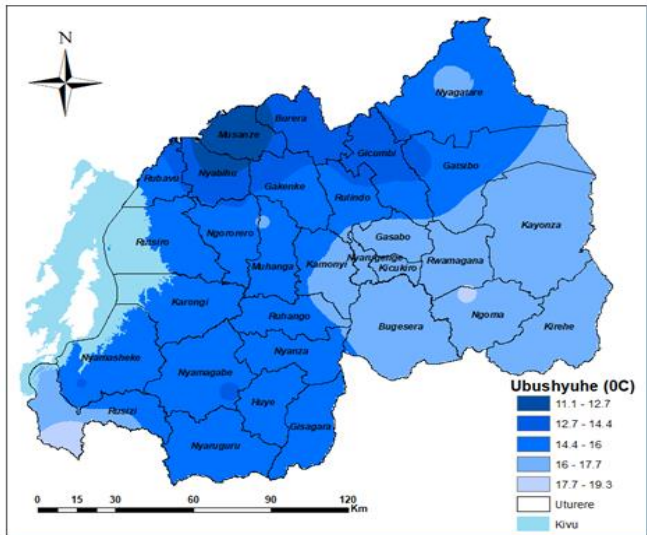 N
Nyagatare
Burera
Musanze
Gicumbi
Nyabihu
Gatsibo
Rubavu
Gakenke
Rulindo
Kayonza
Ngororero
Gasabo
Rutsiro
Nyarugenge
Rwamagana
Muhanga
Kamonyi
Kicukiro
Karongi
Ruhango
Bugesera
Ngoma
Kirehe
Nyanza
Nyamasheke
Nyamagabe
Huye
Rusizi
Gisagara
Nyaruguru
Ubushyuhe (0C)
11.1 - 12.7
12.7 - 14.4
14.4 - 16
16 - 17.7
17.7 - 19.3
Uturere
Kivu
0 15 30 60 90 120
Km